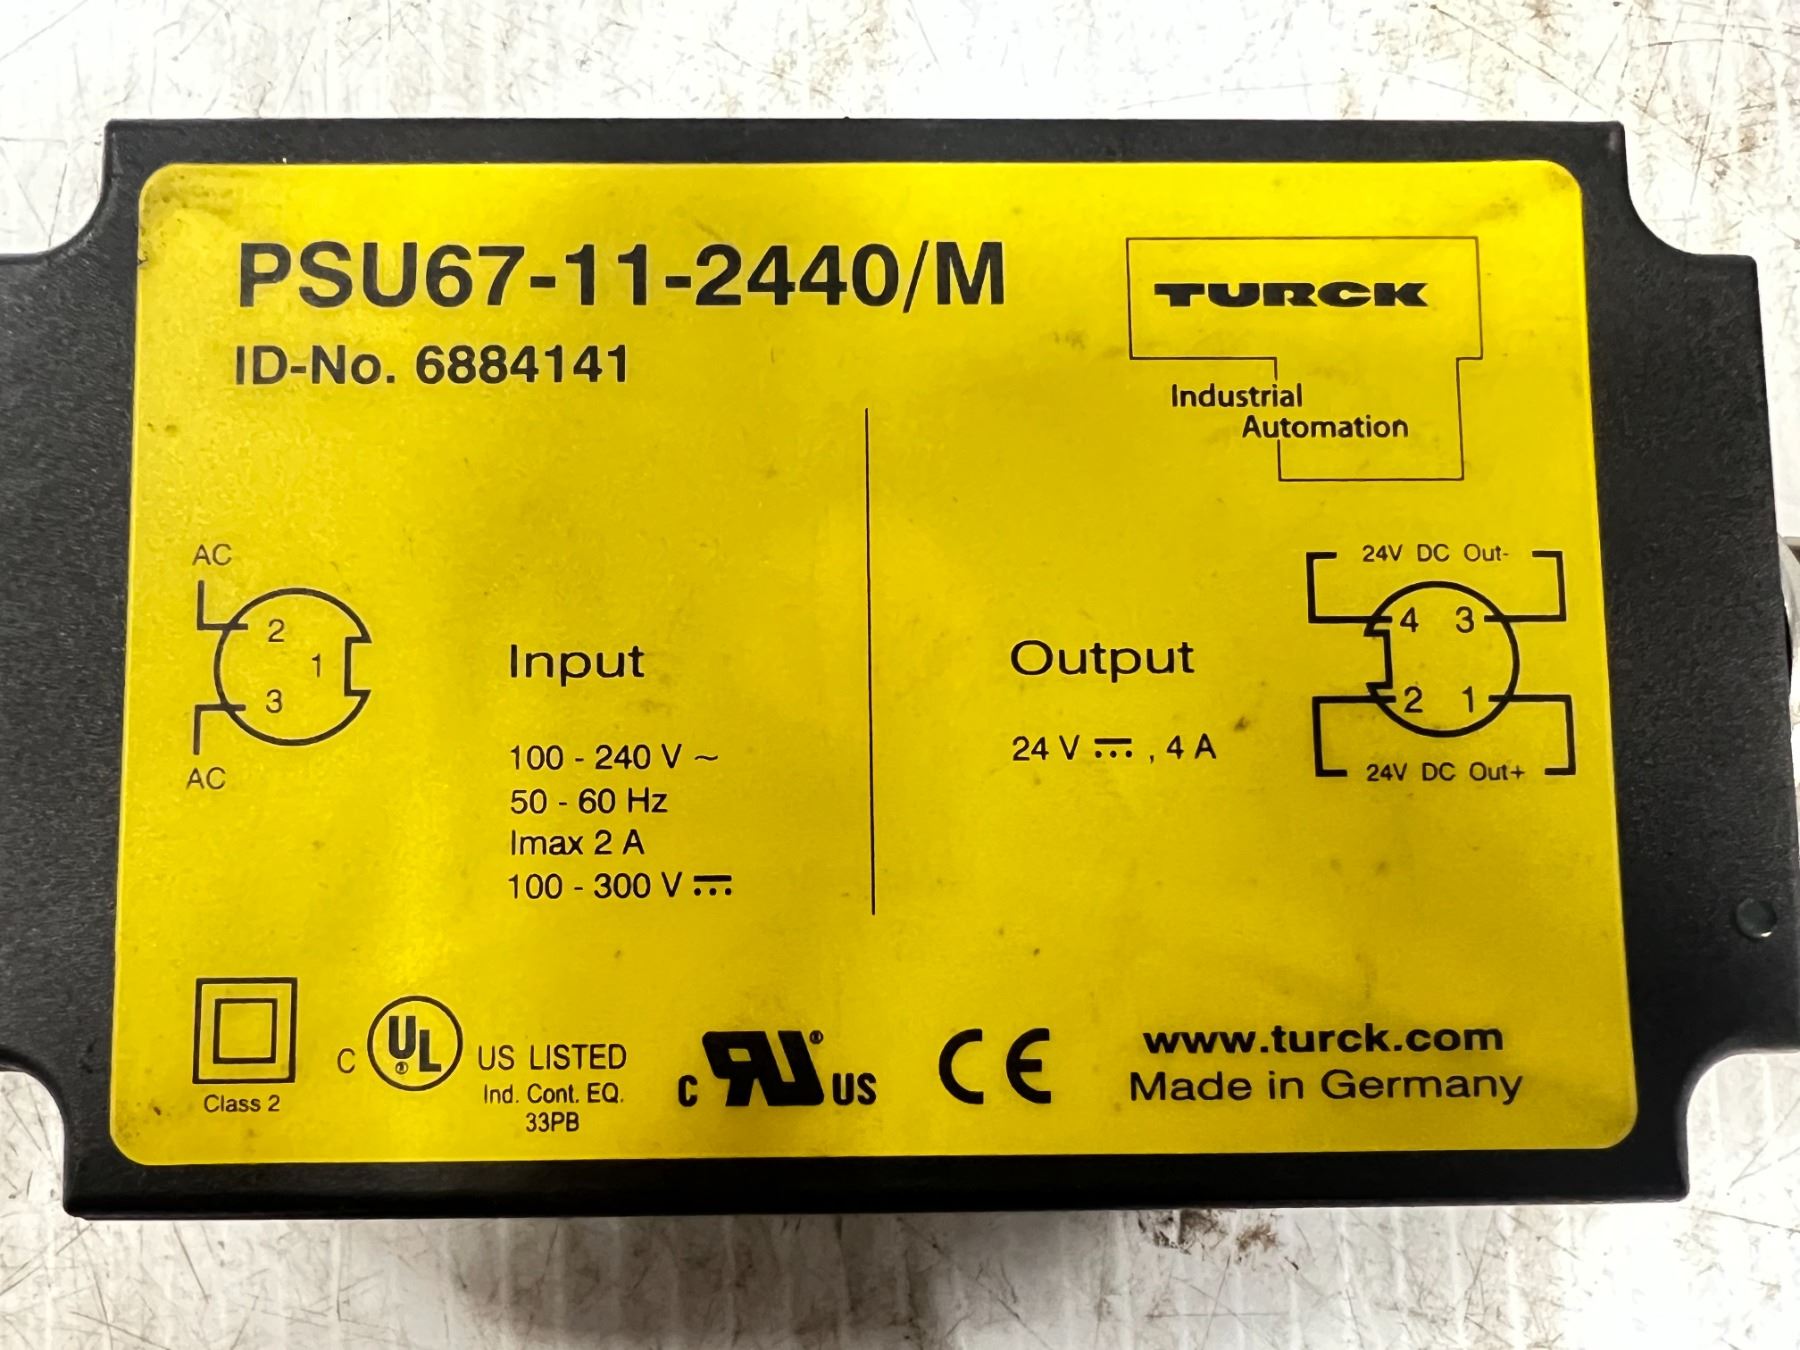 PSU67-11-2440/M
ID-No. 6884141
TURCK
Industrial
Automation
AC
2
1
3
AC
Input
100 - 240 V ~
50 - 60 Hz
Imax 2 A
100 - 300 V ⎓
Output
24 V ⎓ , 4 A
24V DC Out-
4 3
2 1
24V DC Out+
Class 2
C UL ® US LISTED
Ind. Cont. EQ.
33PB
c RU ® US
CE
www.turck.com
Made in Germany